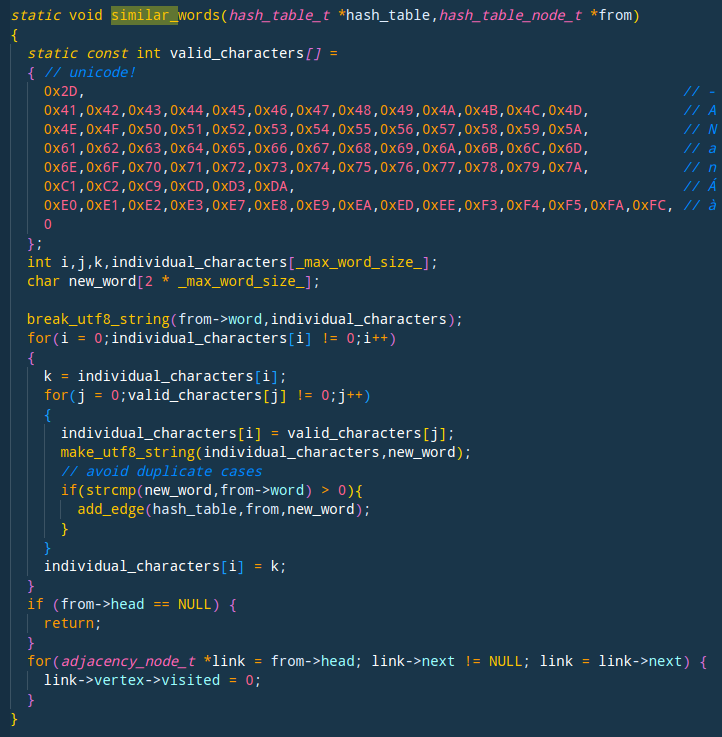 static void similar_words(hash_table_t *hash_table,hash_table_node_t *from)
{
  static const int valid_characters[] =
  { // unicode!
    0x2D,                                                                       // -
    0x41,0x42,0x43,0x44,0x45,0x46,0x47,0x48,0x49,0x4A,0x4B,0x4C,0x4D,           // A
    0x4E,0x4F,0x50,0x51,0x52,0x53,0x54,0x55,0x56,0x57,0x58,0x59,0x5A,           // N
    0x61,0x62,0x63,0x64,0x65,0x66,0x67,0x68,0x69,0x6A,0x6B,0x6C,0x6D,           // a
    0x6E,0x6F,0x70,0x71,0x72,0x73,0x74,0x75,0x76,0x77,0x78,0x79,0x7A,           // n
    0xC1,0xC2,0xC9,0xCD,0xD3,0xDA,                                              // Á
    0xE0,0xE1,0xE2,0xE3,0xE7,0xE8,0xE9,0xEA,0xED,0xEE,0xF3,0xF4,0xF5,0xFA,0xFC, // à
    0
  };
  int i,j,k,individual_characters[_max_word_size_];
  char new_word[2 * _max_word_size_];

  break_utf8_string(from->word,individual_characters);
  for(i = 0;individual_characters[i] != 0;i++)
  {
    k = individual_characters[i];
    for(j = 0;valid_characters[j] != 0;j++)
    {
      individual_characters[i] = valid_characters[j];
      make_utf8_string(individual_characters,new_word);
      // avoid duplicate cases
      if(strcmp(new_word,from->word) > 0){
        add_edge(hash_table,from,new_word);
      }
    }
    individual_characters[i] = k;
  }
  if (from->head == NULL) {
    return;
  }
  for(adjacency_node_t *link = from->head; link->next != NULL; link = link->next) {
    link->vertex->visited = 0;
  }
}